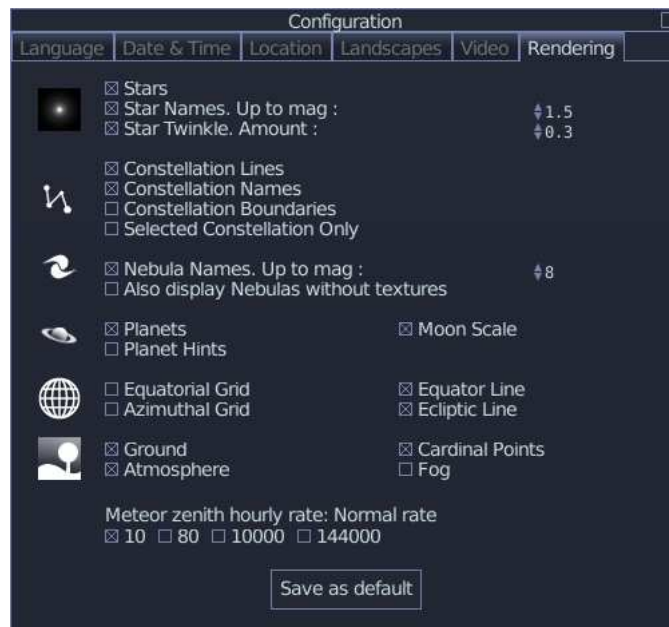 Configuration
Language Date & Time Location Landscapes Video Rendering
Stars
Star Names. Up to mag : 1.5
Star Twinkle. Amount : 0.3
Constellation Lines
Constellation Names
Constellation Boundaries
Selected Constellation Only
Nebula Names. Up to mag : 8
Also display Nebulas without textures
Planets Moon Scale
Planet Hints
Equatorial Grid Equator Line
Azimuthal Grid Ecliptic Line
Ground Cardinal Points
Atmosphere Fog
Meteor zenith hourly rate: Normal rate
10 80 10000 144000
Save as default